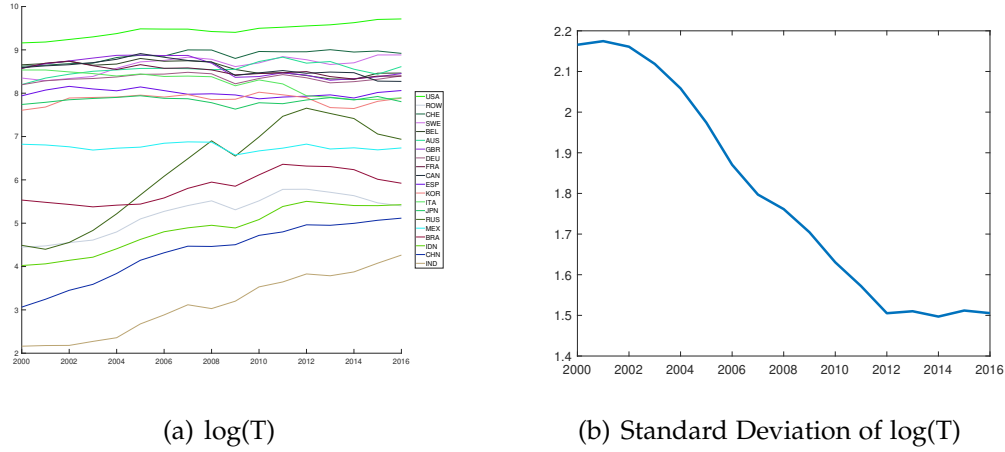 10
9
8
7
6
5
4
3
2
2000 2002 2004 2006 2008 2010 2012 2014 2016
USA
ROW
CHE
SWE
BEL
AUS
GBR
DEU
FRA
CAN
ESP
KOR
ITA
JPN
RUS
MEX
BRA
IDN
CHN
IND
(a) log(T)
2.2
2.1
2
1.9
1.8
1.7
1.6
1.5
1.4
2000 2002 2004 2006 2008 2010 2012 2014 2016
(b) Standard Deviation of log(T)